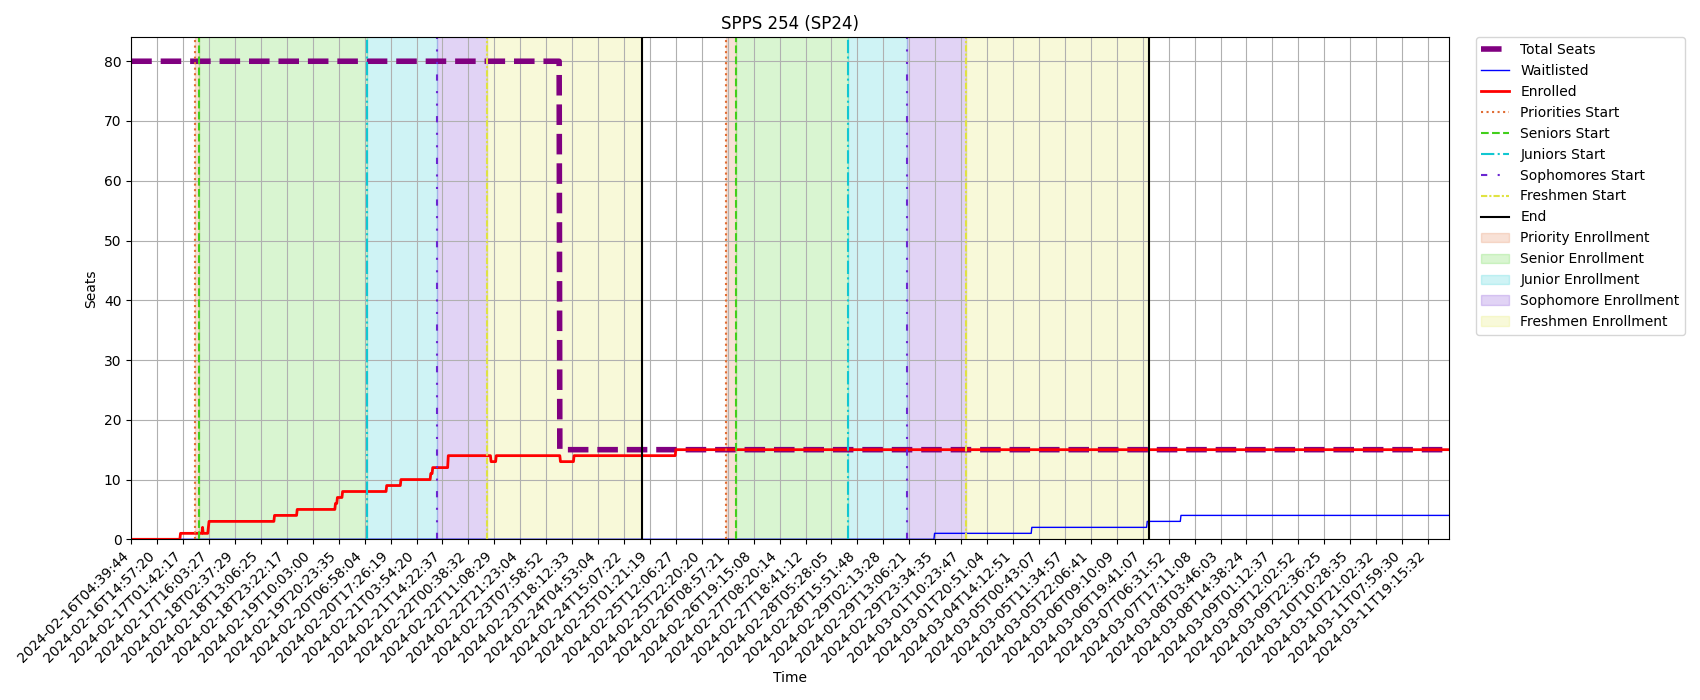 SPPS 254 (SP24)
Seats
80
70
60
50
40
30
20
10
0
2024-02-16T04:39:44
2024-02-16T14:57:20
2024-02-17T01:42:17
2024-02-17T16:03:27
2024-02-18T02:37:29
2024-02-18T13:06:25
2024-02-18T23:22:17
2024-02-19T10:03:00
2024-02-19T20:23:35
2024-02-20T06:58:04
2024-02-20T17:26:19
2024-02-21T03:54:20
2024-02-21T14:22:37
2024-02-22T00:38:32
2024-02-22T11:08:29
2024-02-22T21:23:04
2024-02-23T07:58:52
2024-02-23T18:12:33
2024-02-24T04:53:04
2024-02-24T15:07:22
2024-02-25T01:21:19
2024-02-25T12:06:27
2024-02-25T22:20:20
2024-02-26T08:57:21
2024-02-26T19:15:08
2024-02-27T08:20:14
2024-02-27T18:41:12
2024-02-28T05:28:05
2024-02-28T15:51:48
2024-02-29T02:13:28
2024-02-29T13:06:21
2024-02-29T23:34:35
2024-03-01T10:23:47
2024-03-01T20:51:04
2024-03-04T14:12:51
2024-03-05T00:43:07
2024-03-05T11:34:57
2024-03-05T22:06:41
2024-03-06T09:10:09
2024-03-06T19:41:07
2024-03-07T06:31:52
2024-03-07T17:11:08
2024-03-08T03:46:03
2024-03-08T14:38:24
2024-03-09T01:12:37
2024-03-09T12:02:52
2024-03-09T22:36:25
2024-03-10T10:28:35
2024-03-10T21:02:32
2024-03-11T07:59:30
2024-03-11T19:15:32
Time
Total Seats
Waitlisted
Enrolled
Priorities Start
Seniors Start
Juniors Start
Sophomores Start
Freshmen Start
End
Priority Enrollment
Senior Enrollment
Junior Enrollment
Sophomore Enrollment
Freshmen Enrollment